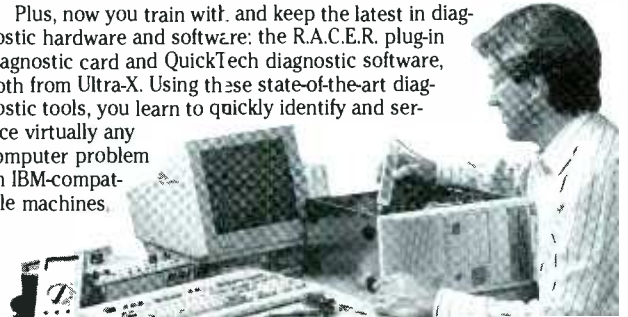 Plus, now you train with and keep the latest in diag-
ostic hardware and software: the R.A.C.E.R. plug-in
agnostic card and QuickTech diagnostic software,
oth from Ultra-X. Using these state-of-the-art diag-
ostic tools, you learn to quickly identify and ser-
ce virtually any
omputer problem
n IBM-compat-
le machines.